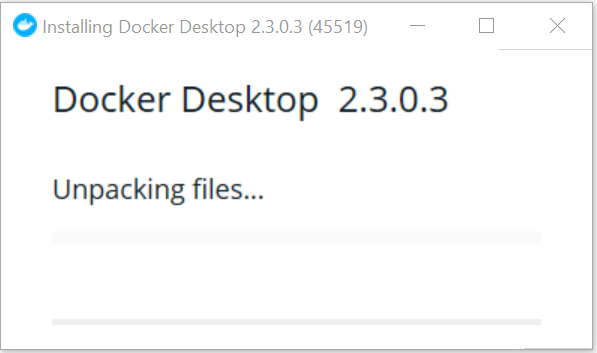 Installing Docker Desktop 2.3.0.3 (45519)
Docker Desktop 2.3.0.3
Unpacking files...